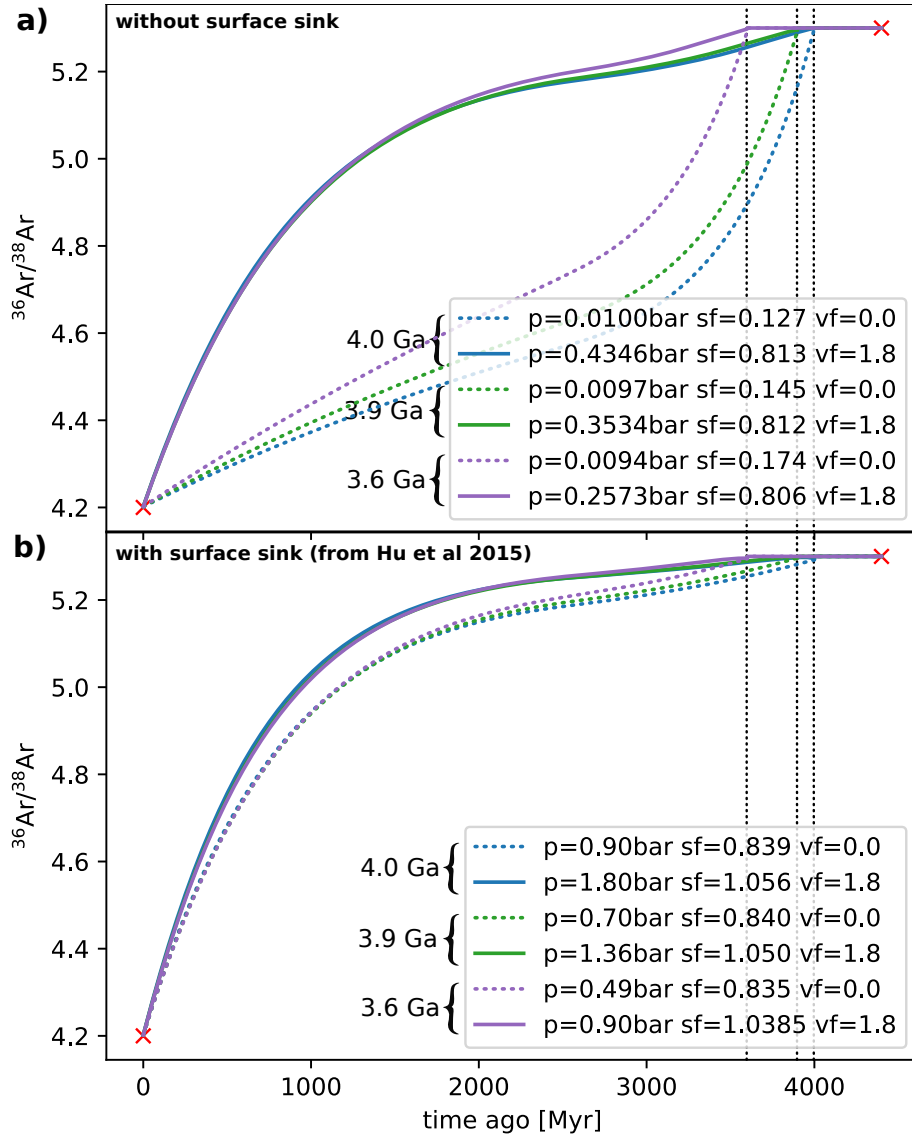 a)
without surface sink
5.2
5.0
4.8
4.6
4.4
4.2
³⁶Ar/³⁸Ar
4.0 Ga
p=0.0100bar sf=0.127 vf=0.0
p=0.4346bar sf=0.813 vf=1.8
3.9 Ga
p=0.0097bar sf=0.145 vf=0.0
p=0.3534bar sf=0.812 vf=1.8
3.6 Ga
p=0.0094bar sf=0.174 vf=0.0
p=0.2573bar sf=0.806 vf=1.8
b)
with surface sink (from Hu et al 2015)
5.2
5.0
4.8
4.6
4.4
4.2
³⁶Ar/³⁸Ar
4.0 Ga
p=0.90bar sf=0.839 vf=0.0
p=1.80bar sf=1.056 vf=1.8
3.9 Ga
p=0.70bar sf=0.840 vf=0.0
p=1.36bar sf=1.050 vf=1.8
3.6 Ga
p=0.49bar sf=0.835 vf=0.0
p=0.90bar sf=1.0385 vf=1.8
0 1000 2000 3000 4000
time ago [Myr]